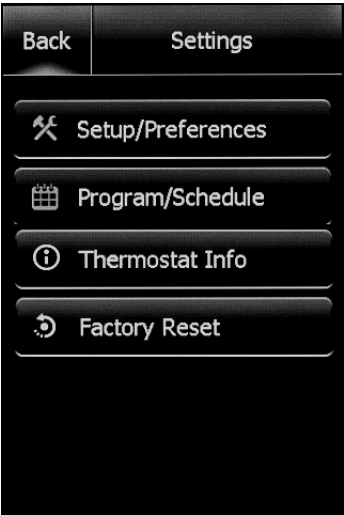 Back Settings
Setup/Preferences
Program/Schedule
Thermostat Info
Factory Reset